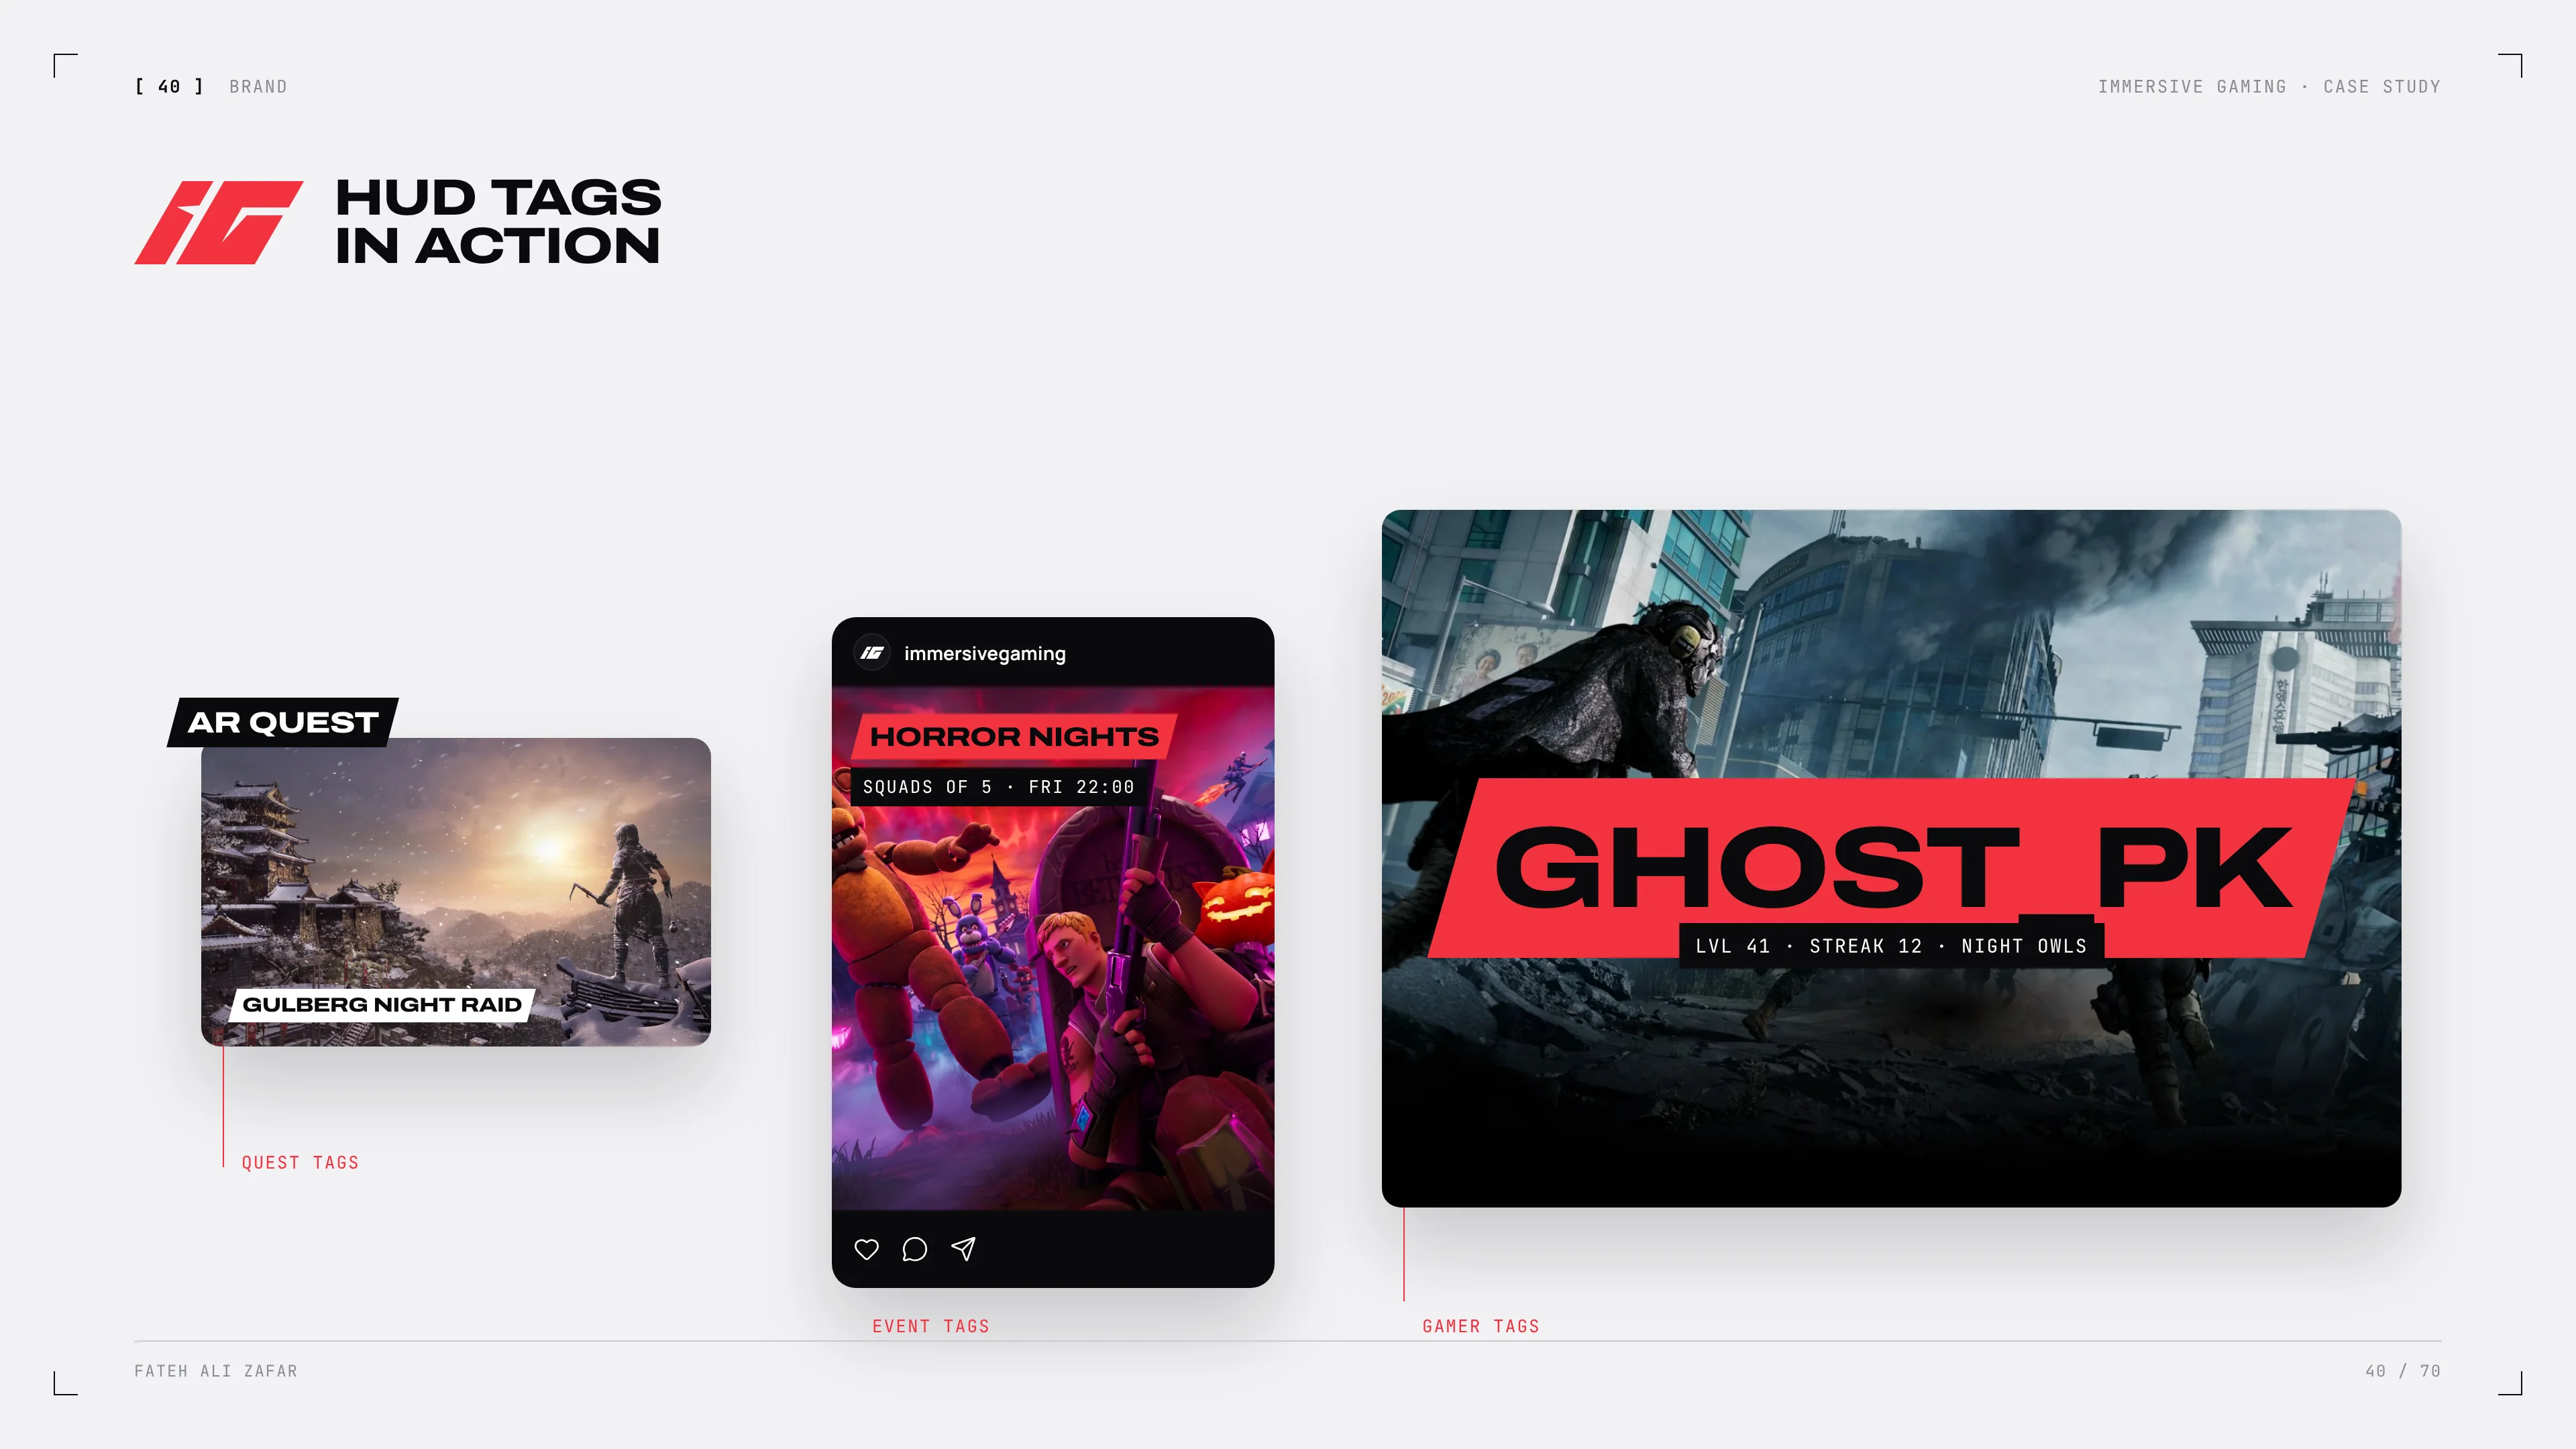 [ 40 ] BRAND
IMMERSIVE GAMING · CASE STUDY
iG
HUD TAGS
IN ACTION
AR QUEST
GULBERG NIGHT RAID
QUEST TAGS
iG immersivegaming
HORROR NIGHTS
SQUADS OF 5 · FRI 22:00
EVENT TAGS
GHOST_PK
LVL 41 · STREAK 12 · NIGHT OWLS
GAMER TAGS
FATEH ALI ZAFAR
40 / 70